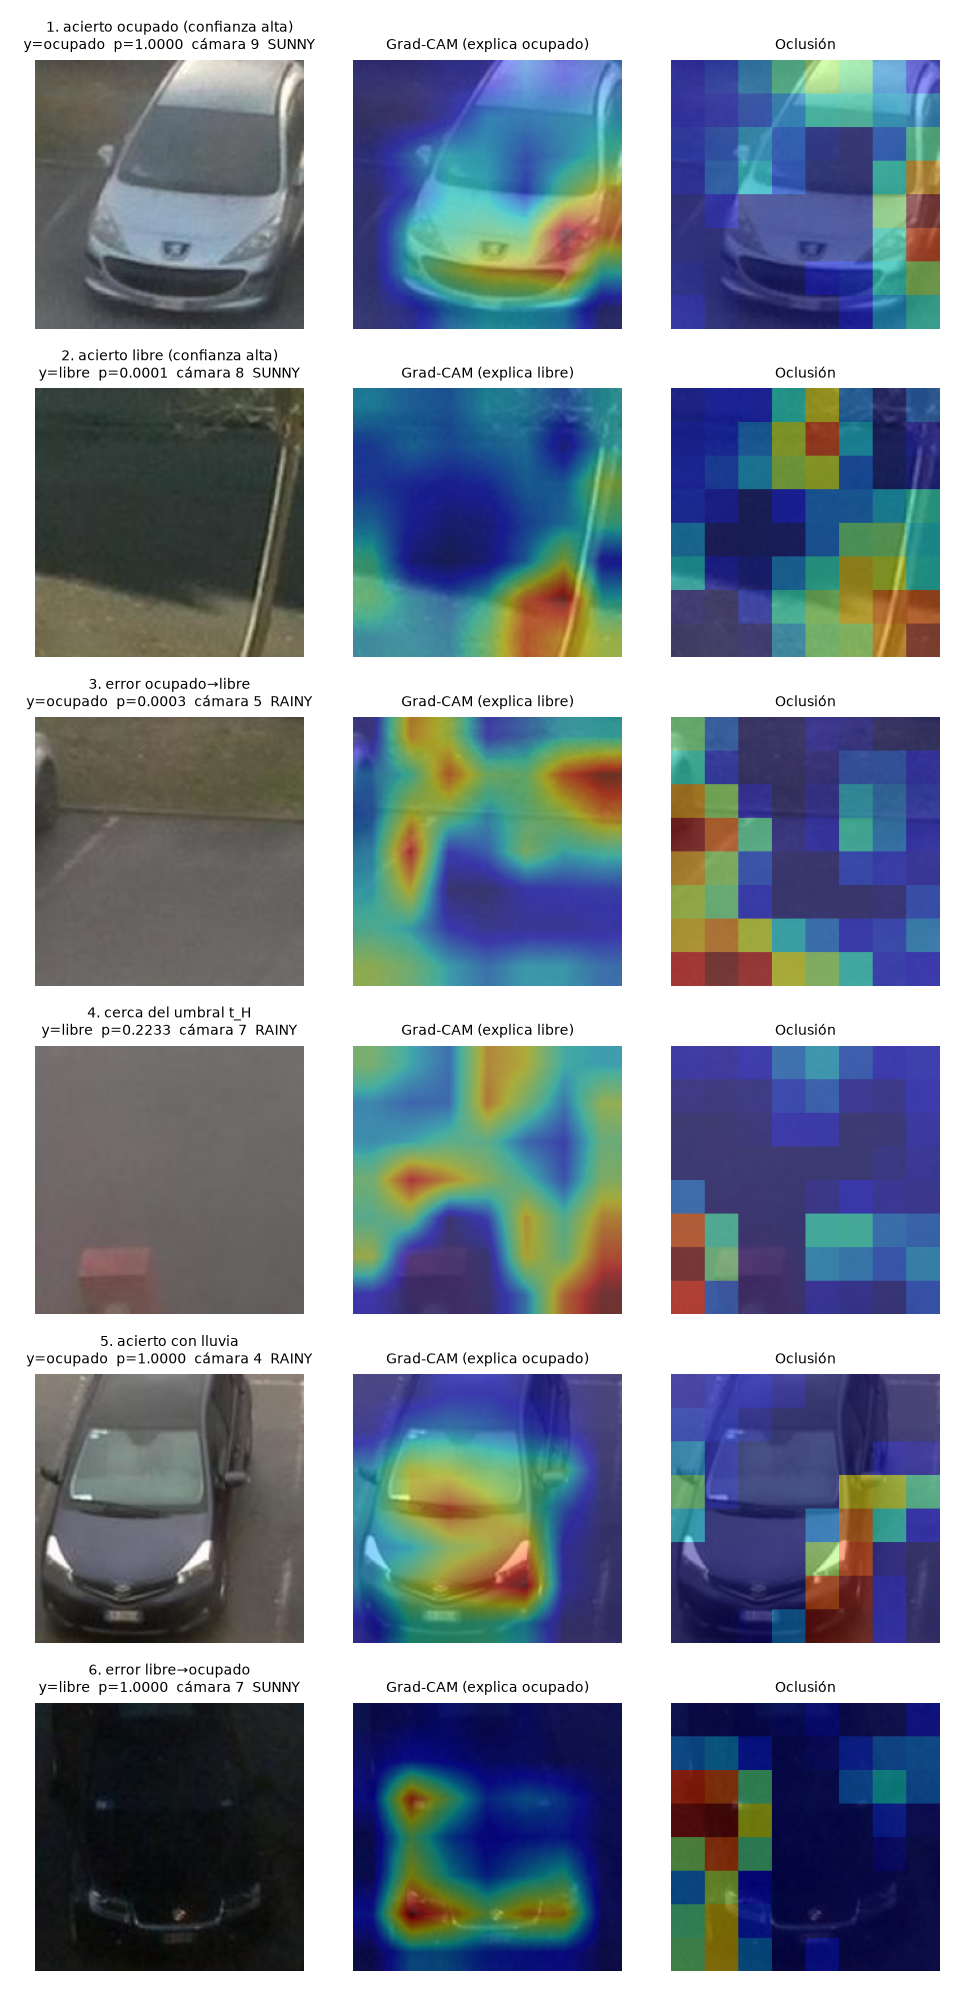 1. acierto ocupado (confianza alta)
y=ocupado p=1.0000 cámara 9 SUNNY
Grad-CAM (explica ocupado)
Oclusión
2. acierto libre (confianza alta)
y=libre p=0.0001 cámara 8 SUNNY
Grad-CAM (explica libre)
Oclusión
3. error ocupado→libre
y=ocupado p=0.0003 cámara 5 RAINY
Grad-CAM (explica libre)
Oclusión
4. cerca del umbral t_H
y=libre p=0.2233 cámara 7 RAINY
Grad-CAM (explica libre)
Oclusión
5. acierto con lluvia
y=ocupado p=1.0000 cámara 4 RAINY
Grad-CAM (explica ocupado)
Oclusión
6. error libre→ocupado
y=libre p=1.0000 cámara 7 SUNNY
Grad-CAM (explica ocupado)
Oclusión